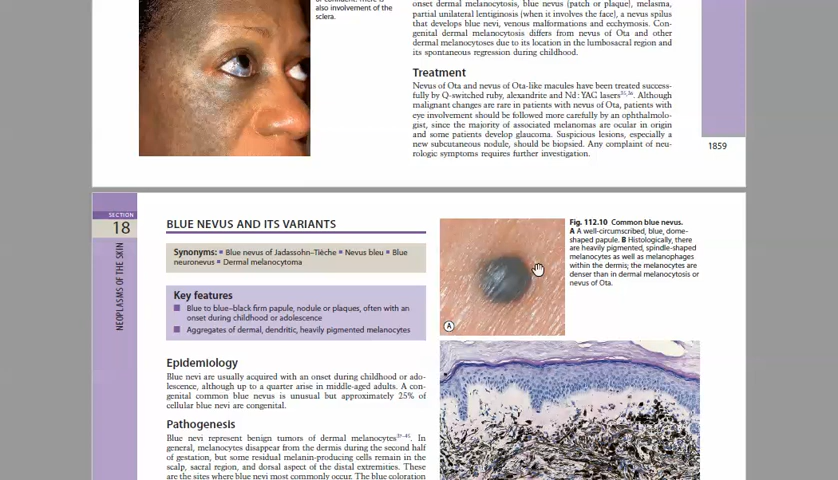 or confident. There is
also involvement of the
sclera.
onset dermal melanocytosis, blue nevus (patch or plaque), melasma,
partial unilateral lentiginosis (when it involves the face), a nevus spilus
that develops blue nevi, venous malformations and ecchymosis. Con-
genital dermal melanocytosis differs from nevus of Ota and other
dermal melanocytoses due to its location in the lumbosacral region and
its spontaneous regression during childhood.
Treatment
Nevus of Ota and nevus of Ota-like macules have been treated success-
fully by Q-switched ruby, alexandrite and Nd:YAG lasers35,36. Although
malignant changes are rare in patients with nevus of Ota, patients with
eye involvement should be followed more carefully by an ophthalmolo-
gist, since the majority of associated melanomas are ocular in origin
and some patients develop glaucoma. Suspicious lesions, especially a
new subcutaneous nodule, should be biopsied. Any complaint of neu-
rologic symptoms requires further investigation.
1859
SECTION
18
NEOPLASMS OF THE SKIN
BLUE NEVUS AND ITS VARIANTS
Synonyms: ■ Blue nevus of Jadassohn–Tièche ■ Nevus bleu ■ Blue
neuronevus ■ Dermal melanocytoma
Key features
■ Blue to blue–black firm papule, nodule or plaques, often with an
onset during childhood or adolescence
■ Aggregates of dermal, dendritic, heavily pigmented melanocytes
Epidemiology
Blue nevi are usually acquired with an onset during childhood or ado-
lescence, although up to a quarter arise in middle-aged adults. A con-
genital common blue nevus is unusual but approximately 25% of
cellular blue nevi are congenital.
Pathogenesis
Blue nevi represent benign tumors of dermal melanocytes In
general, melanocytes disappear from the dermis during the second half
of gestation, but some residual melanin-producing cells remain in the
scalp, sacral region, and dorsal aspect of the distal extremities. These
are the sites where blue nevi most commonly occur. The blue coloration
Fig. 112.10 Common blue nevus.
A A well-circumscribed, blue, dome-
shaped papule. B Histologically, there
are heavily pigmented, spindle-shaped
melanocytes as well as melanophages
within the dermis; the melanocytes are
denser than in dermal melanocytosis or
nevus of Ota.
A